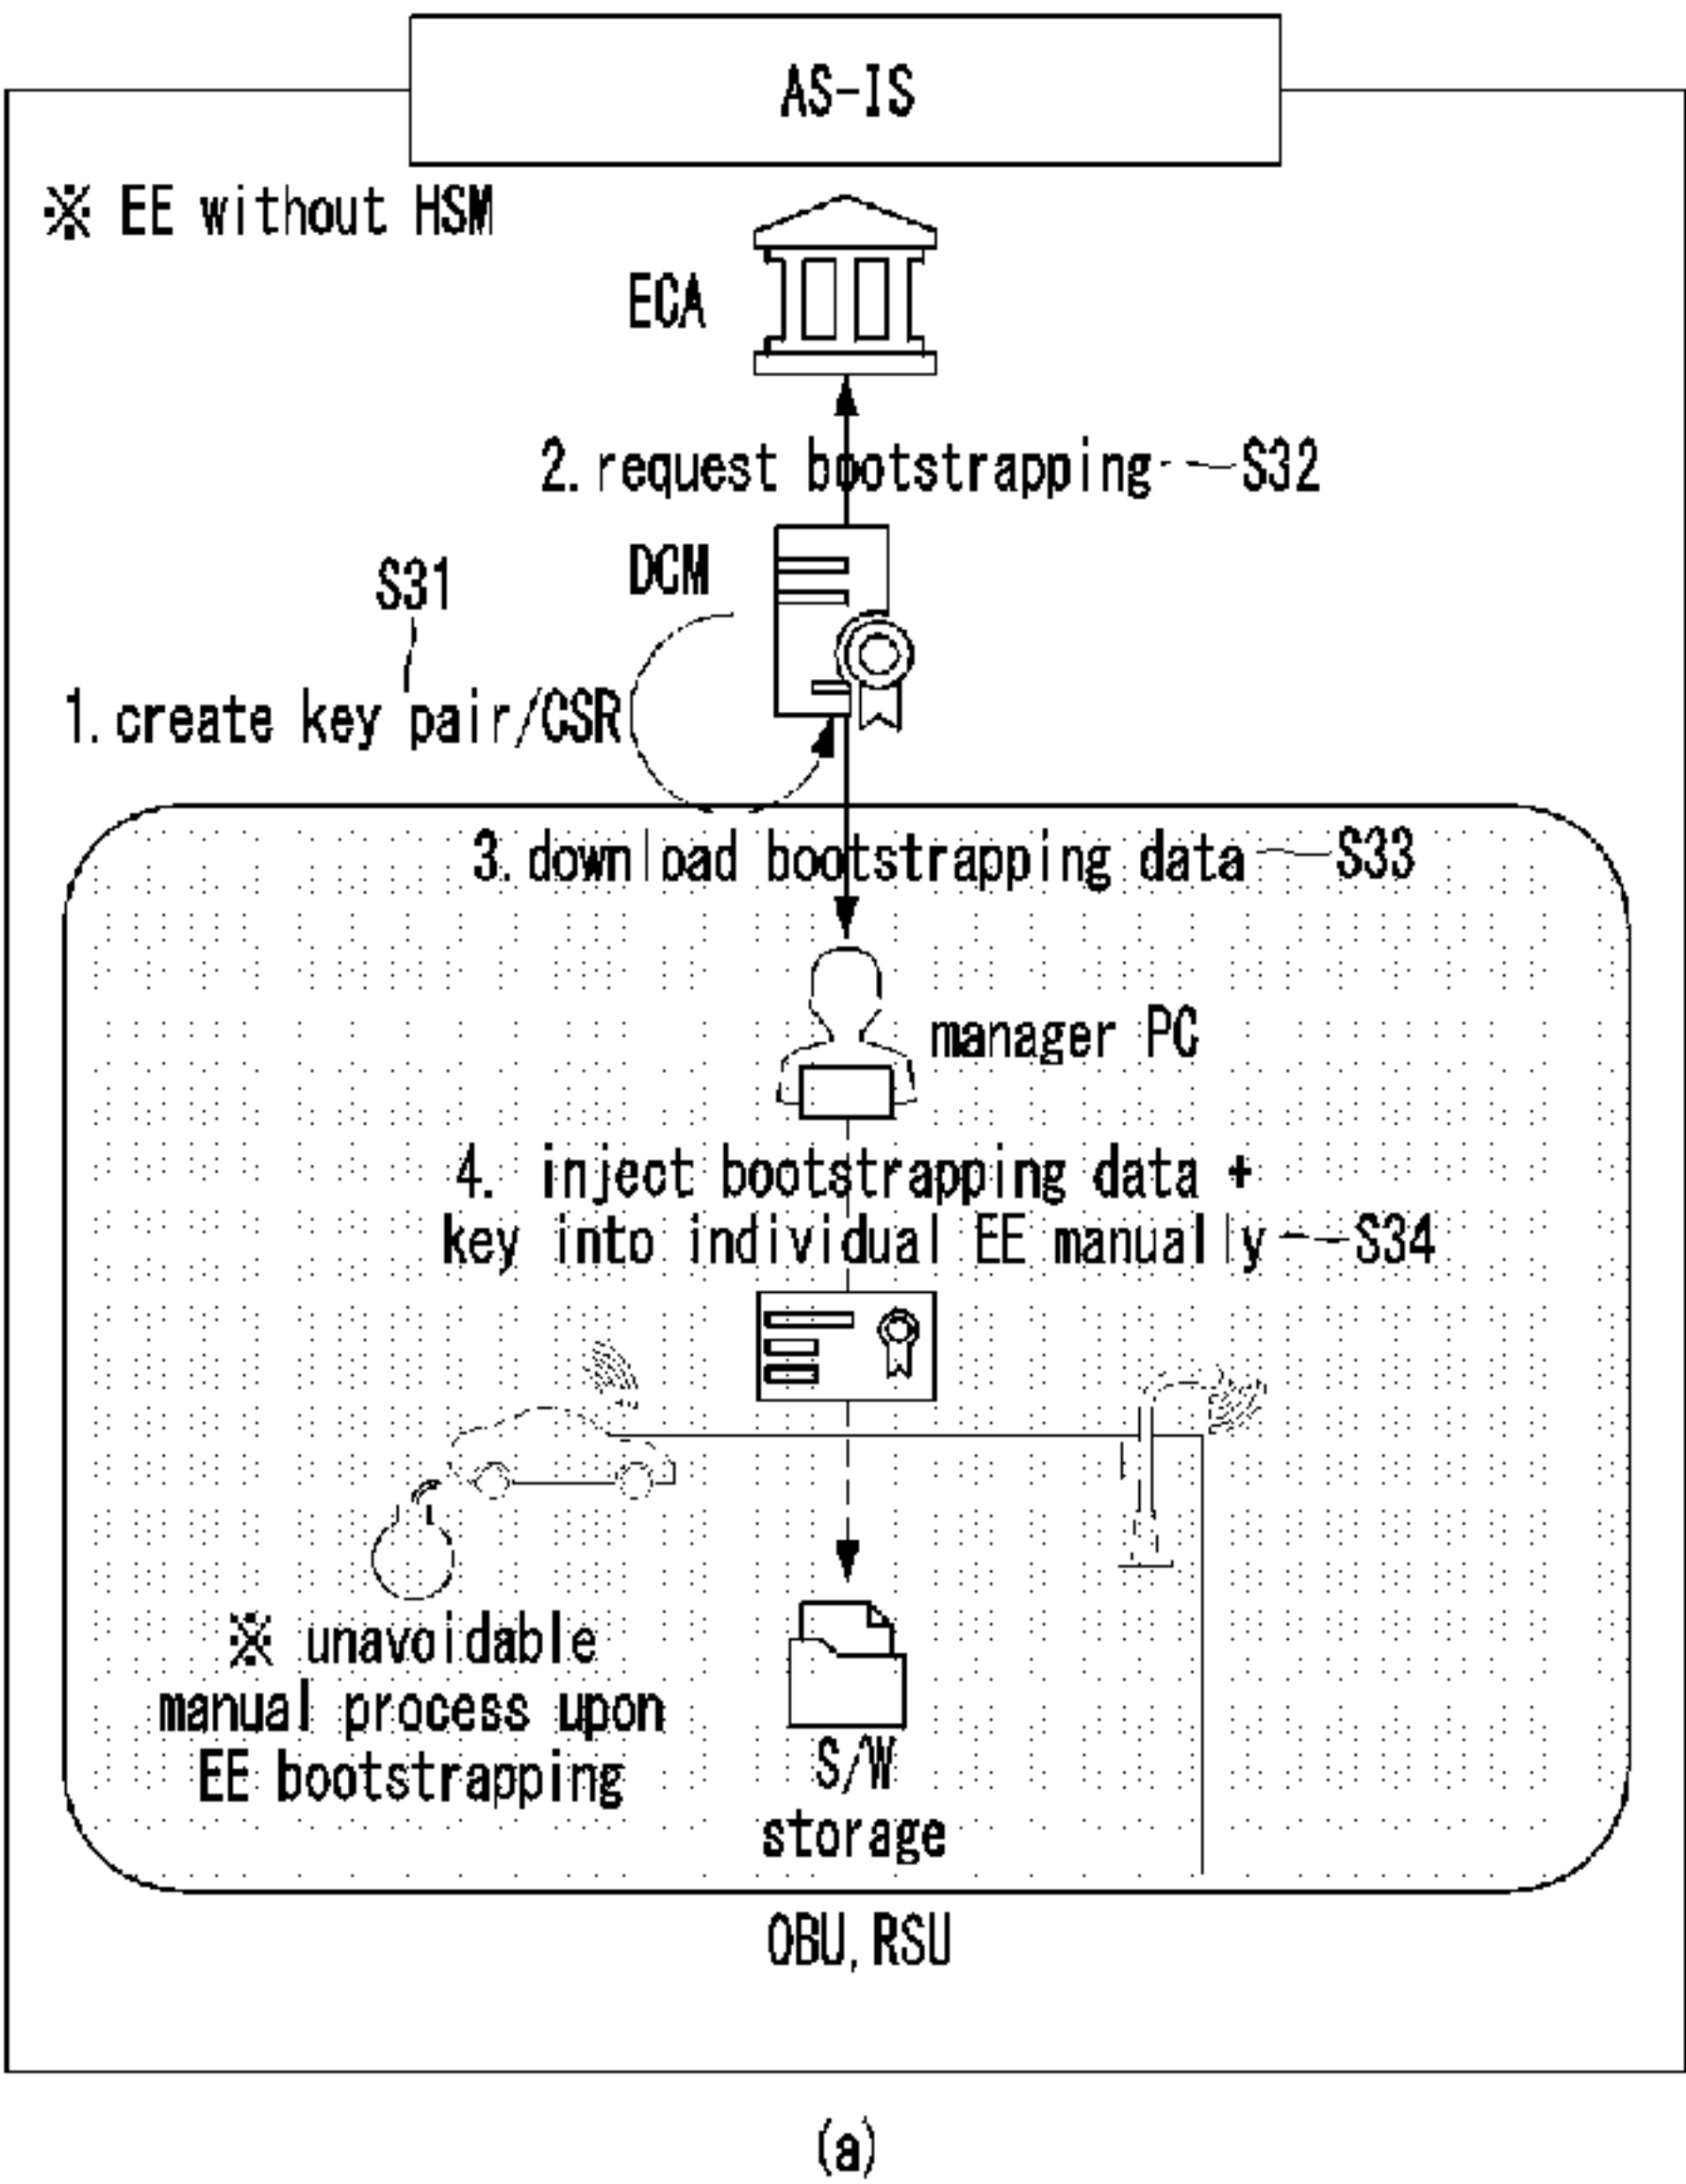 AS-IS
※ EE without HSM
ECA
2. request bootstrapping S32
S31
DCM
1. create key pair/CSR
3. download bootstrapping data S33
manager PC
4. inject bootstrapping data +
key into individual EE manually S34
※ unavoidable
manual process upon
EE bootstrapping
S/W
storage
OBU, RSU
(a)